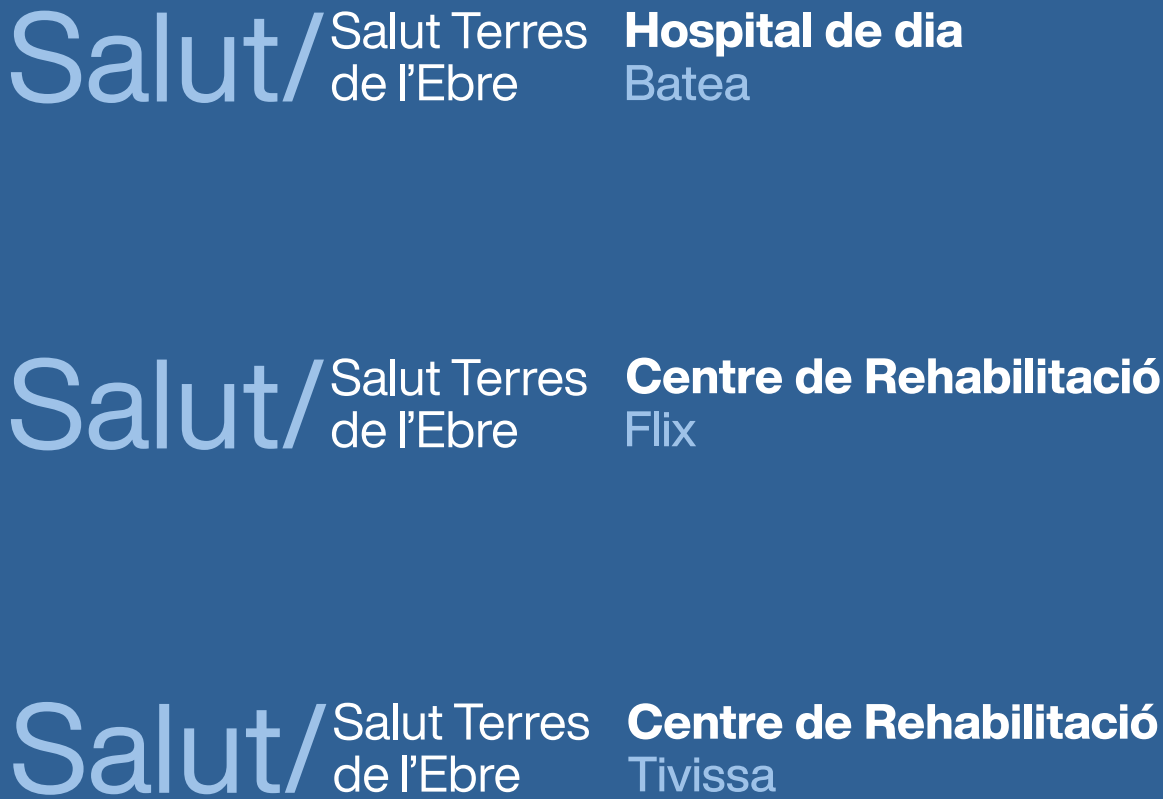 Salut/ Salut Terres de l’Ebre
Hospital de dia
Batea
Salut/ Salut Terres de l’Ebre
Centre de Rehabilitació
Flix
Salut/ Salut Terres de l’Ebre
Centre de Rehabilitació
Tivissa